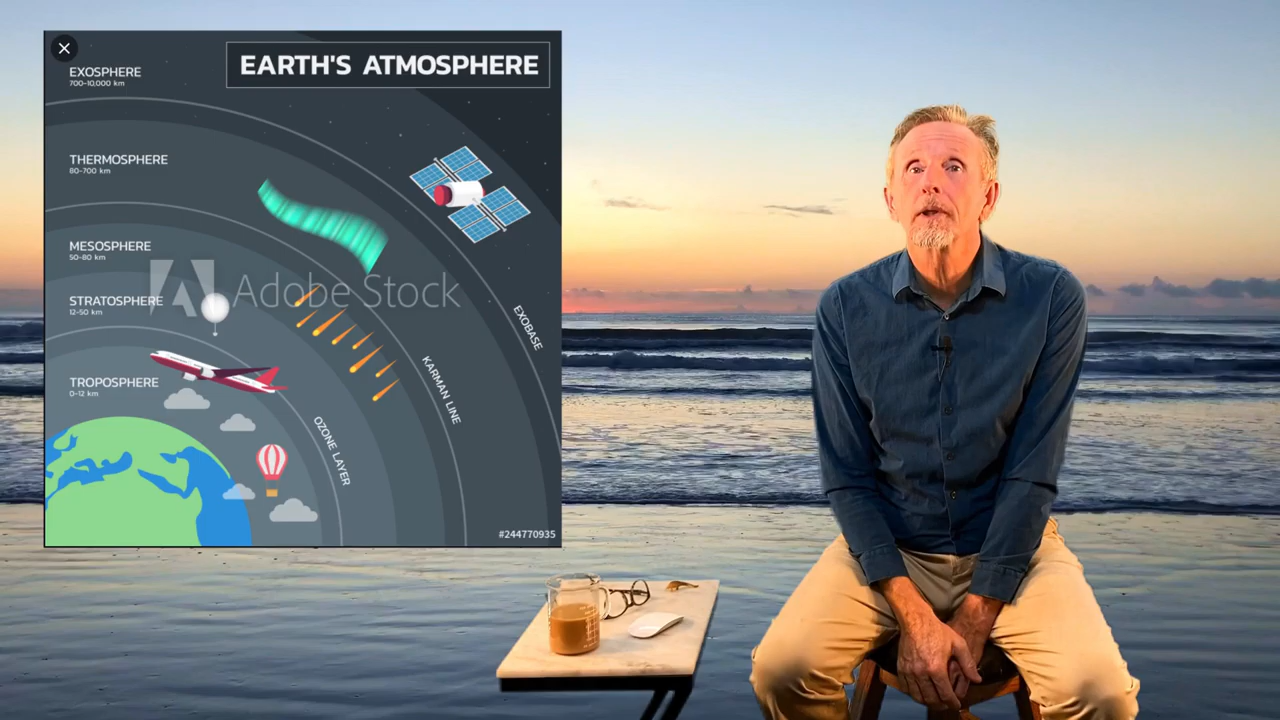 EARTH'S ATMOSPHERE
EXOSPHERE
700-10,000 km
THERMOSPHERE
80-700 km
MESOSPHERE
50-80 km
Adobe Stock
STRATOSPHERE
12-50 km
EXOBASE
KARMAN LINE
TROPOSPHERE
0-12 km
OZONE LAYER
#244770935